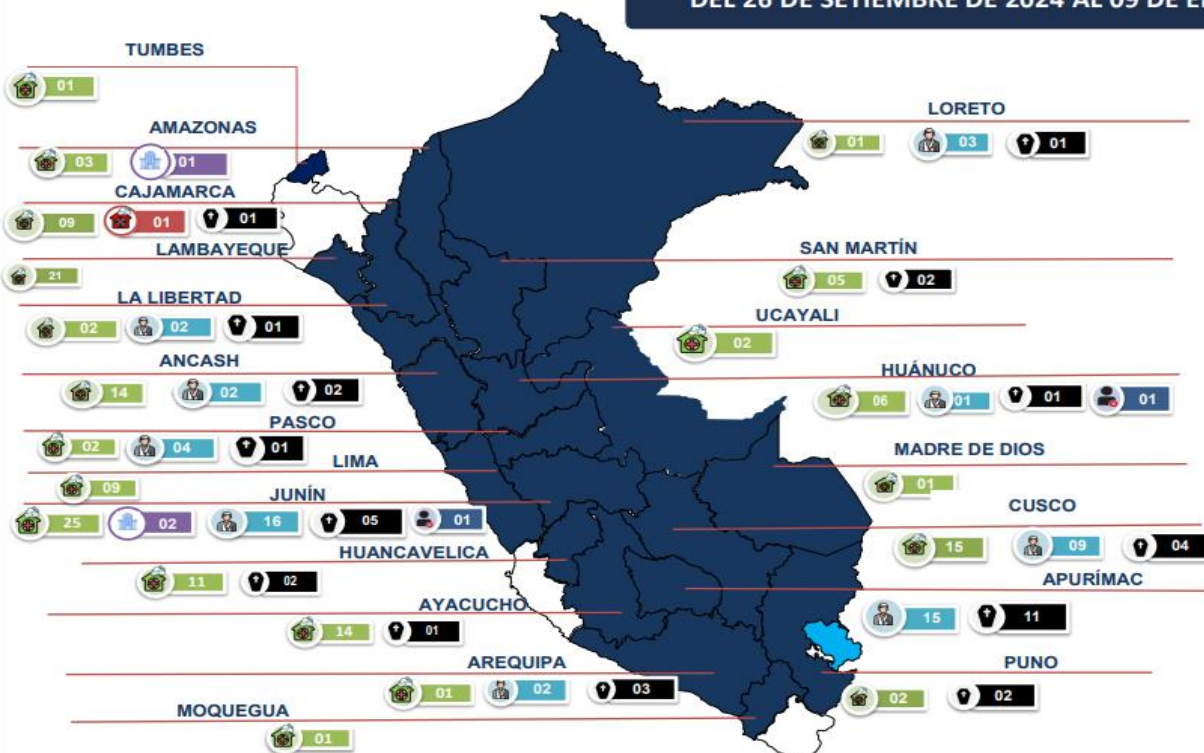 DEL 26 DE SETIEMBRE DE 2024 AL 09 DE
TUMBES
01
AMAZONAS
03 01
CAJAMARCA
09 01 01
LAMBAYEQUE
21
LA LIBERTAD
02 02 01
ANCASH
14 02 02
PASCO
02 04 01
LIMA
09
JUNÍN
25 02 16 05 01
HUANCAVELICA
11 02
AYACUCHO
14 01
AREQUIPA
01 02 03
MOQUEGUA
01
LORETO
01 03 01
SAN MARTÍN
05 02
UCAYALI
02
HUÁNUCO
06 01 01 01
MADRE DE DIOS
01
CUSCO
15 09 04
APURÍMAC
15 11
PUNO
02 02